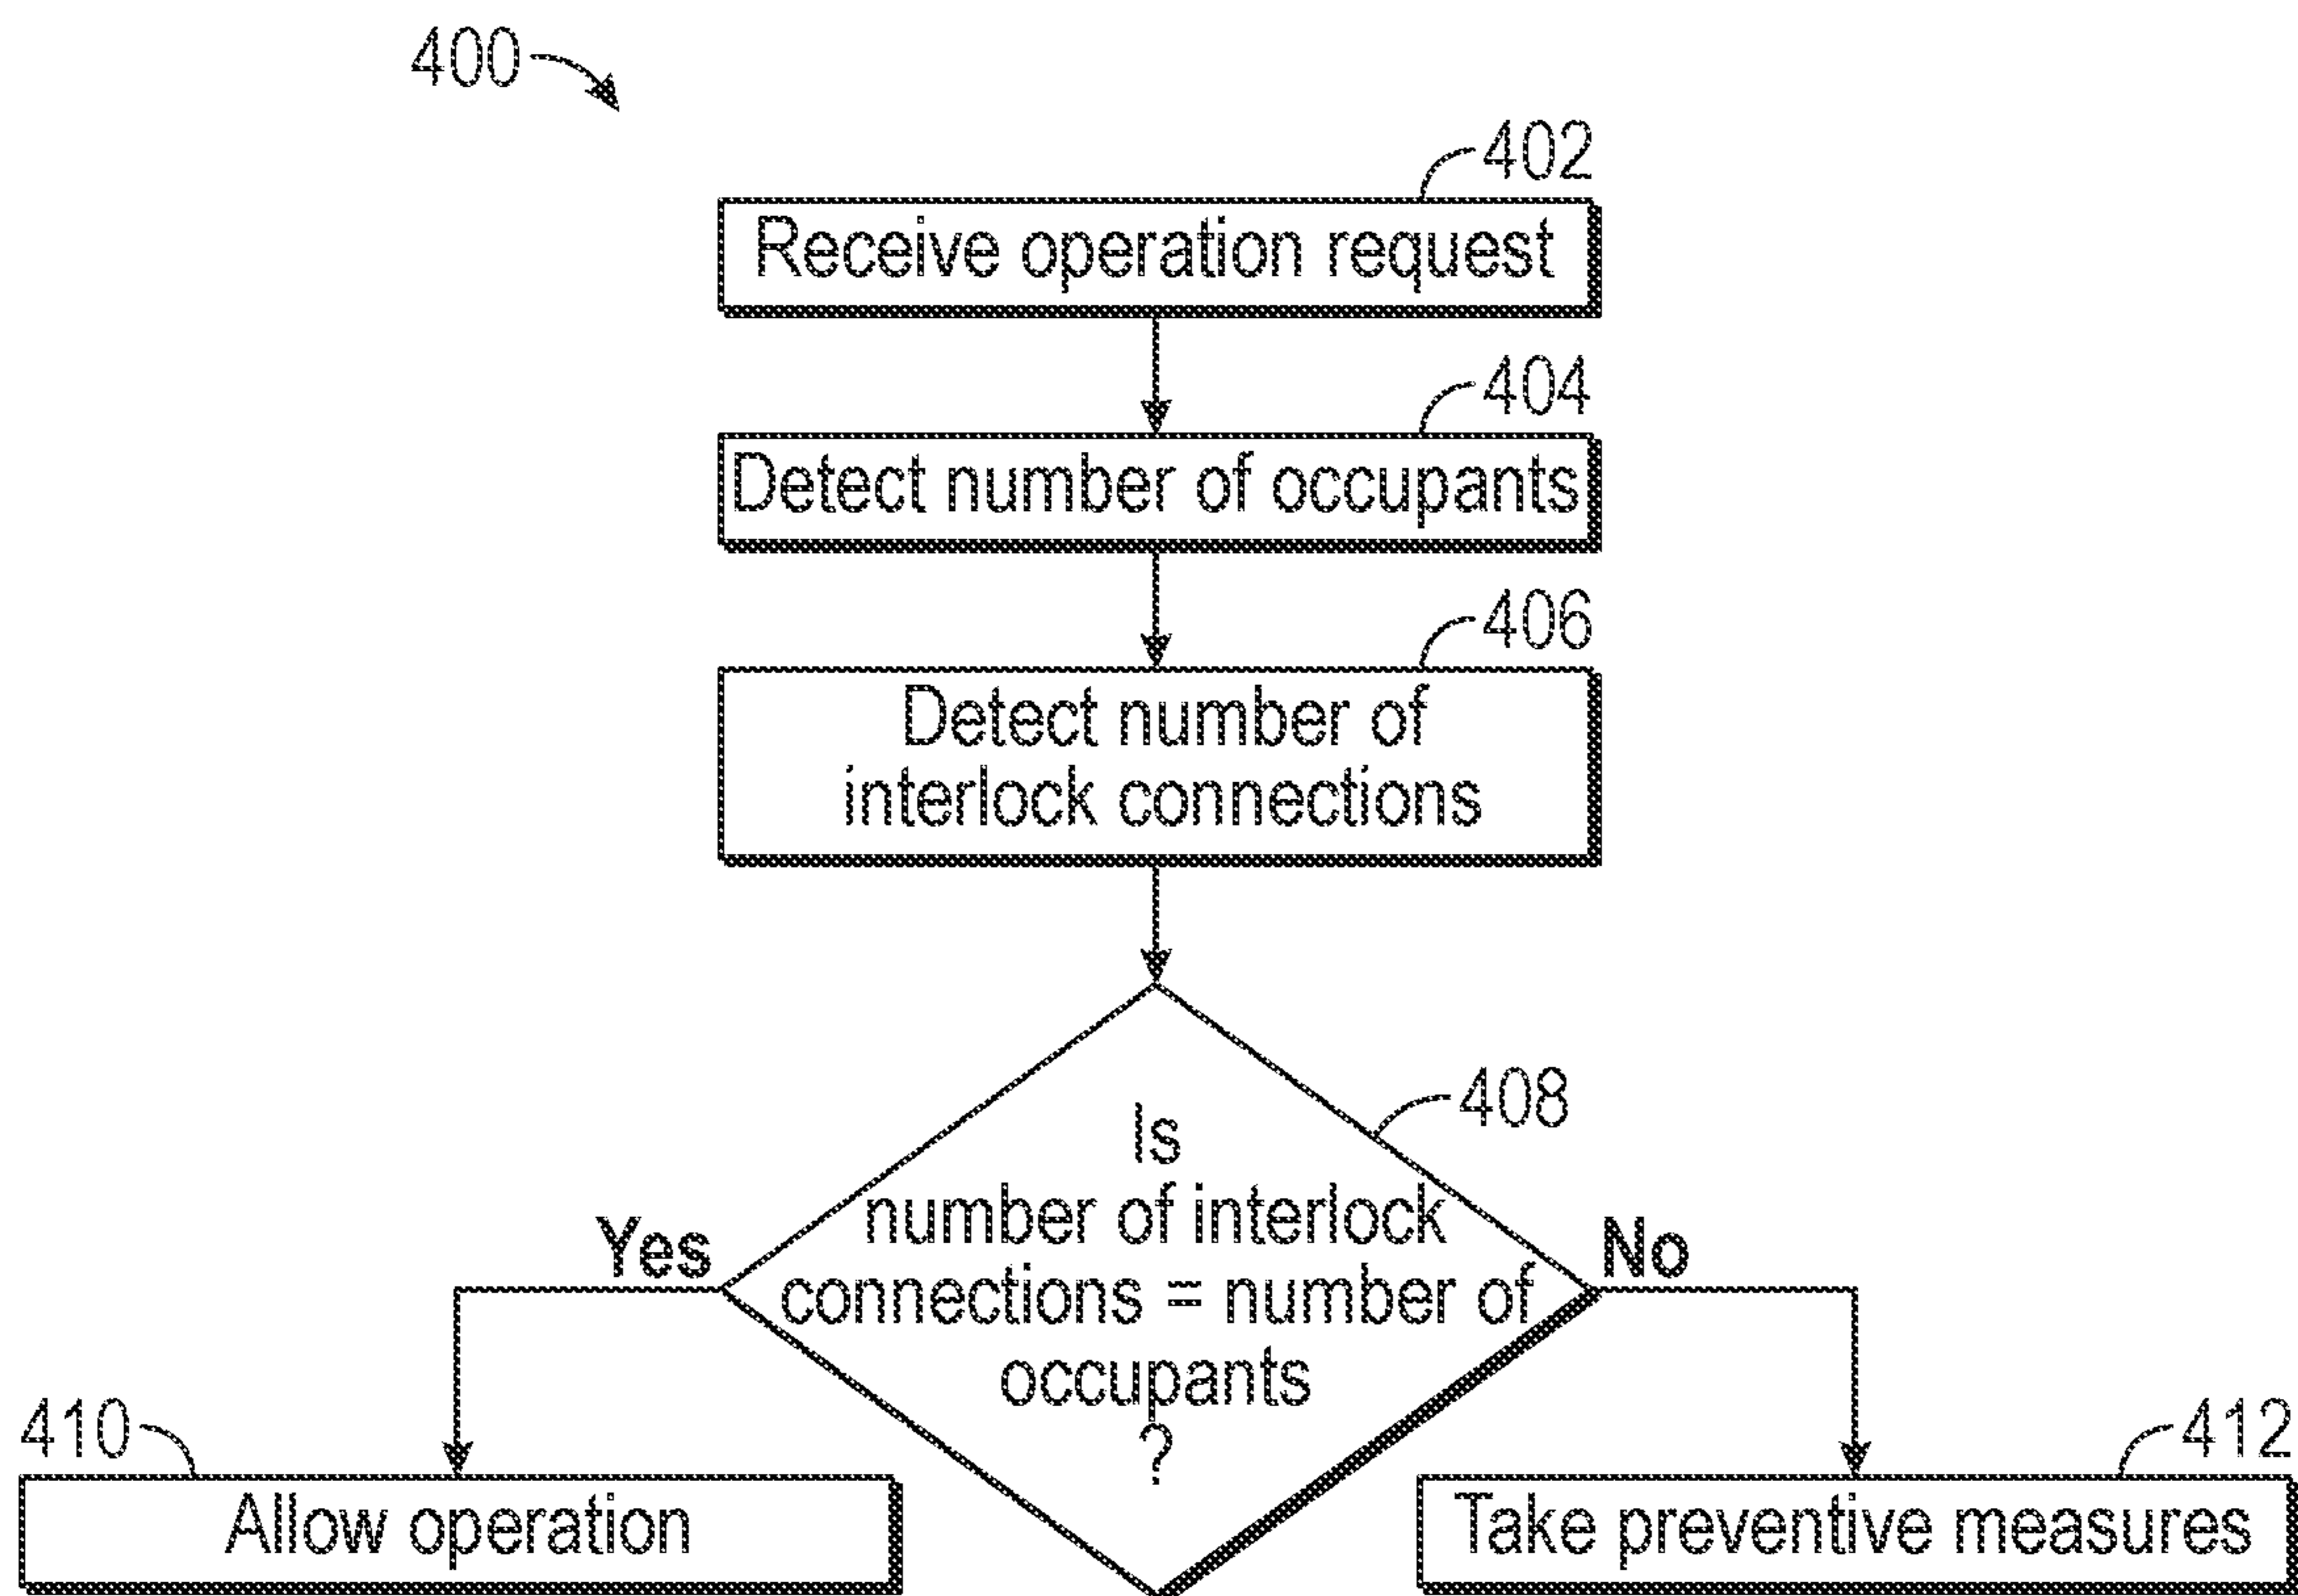 400
402
Receive operation request
404
Detect number of occupants
406
Detect number of
interlock connections
408
Is
number of interlock
connections = number of
occupants
?
Yes
No
410
Allow operation
412
Take preventive measures